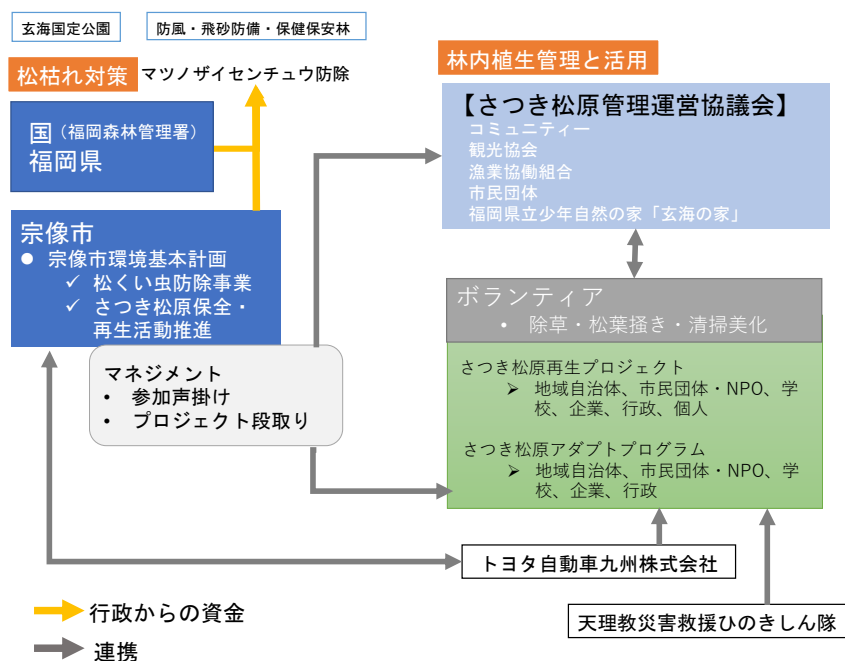 玄海国定公園
防風・飛砂防備・保健保安林
松枯れ対策
マツノザイセンチュウ防除
国（福岡森林管理署）
福岡県
宗像市
● 宗像市環境基本計画
✓ 松くい虫防除事業
✓ さつき松原保全・
再生活動推進
マネジメント
• 参加声掛け
• プロジェクト段取り
林内植生管理と活用
【さつき松原管理運営協議会】
コミュニティー
観光協会
漁業協働組合
市民団体
福岡県立少年自然の家「玄海の家」
ボランティア
• 除草・松葉掻き・清掃美化
さつき松原再生プロジェクト
➢ 地域自治体、市民団体・NPO、学
校、企業、行政、個人
さつき松原アダプトプログラム
➢ 地域自治体、市民団体・NPO、学
校、企業、行政
トヨタ自動車九州株式会社
天理教災害救援ひのきしん隊
行政からの資金
連携